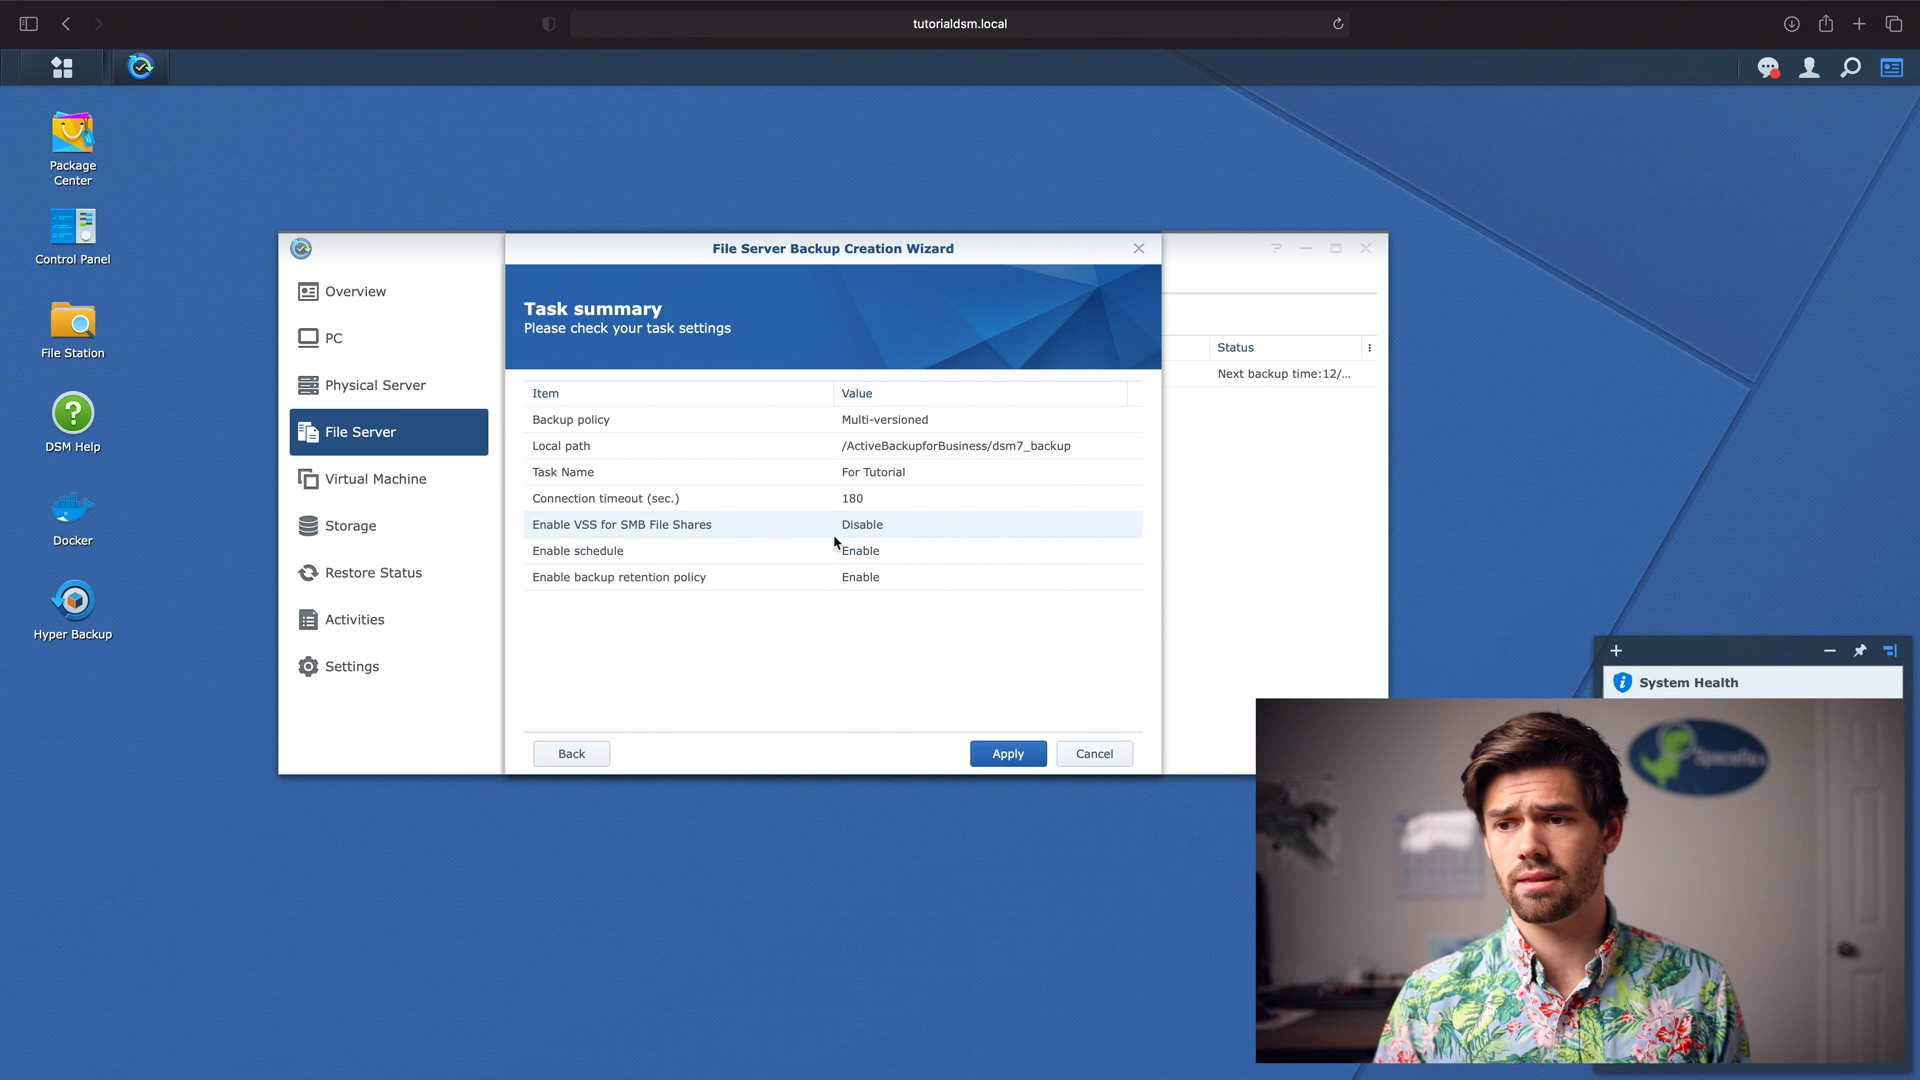 tutorialdsm.local
Package
Center
Control Panel
File Station
DSM Help
Docker
Hyper Backup
Overview
PC
Physical Server
File Server
Virtual Machine
Storage
Restore Status
Activities
Settings
File Server Backup Creation Wizard
Task summary
Please check your task settings
Item Value
Backup policy Multi-versioned
Local path /ActiveBackupforBusiness/dsm7_backup
Task Name For Tutorial
Connection timeout (sec.) 180
Enable VSS for SMB File Shares Disable
Enable schedule Enable
Enable backup retention policy Enable
Back Apply Cancel
Status
Next backup time:12/...
System Health
SpaceRex